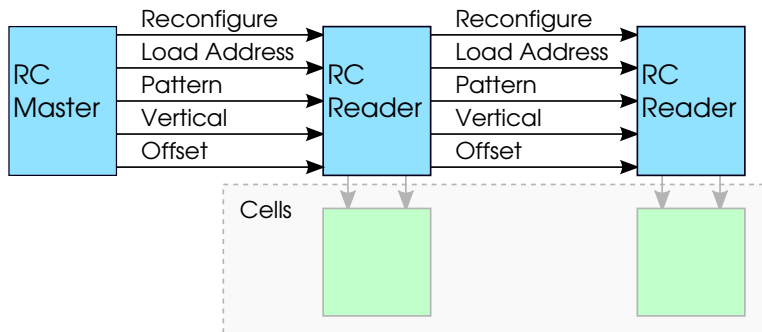 Reconfigure
Load Address
Pattern
Vertical
Offset
Reconfigure
Load Address
Pattern
Vertical
Offset
RC
Master
RC
Reader
RC
Reader
Cells